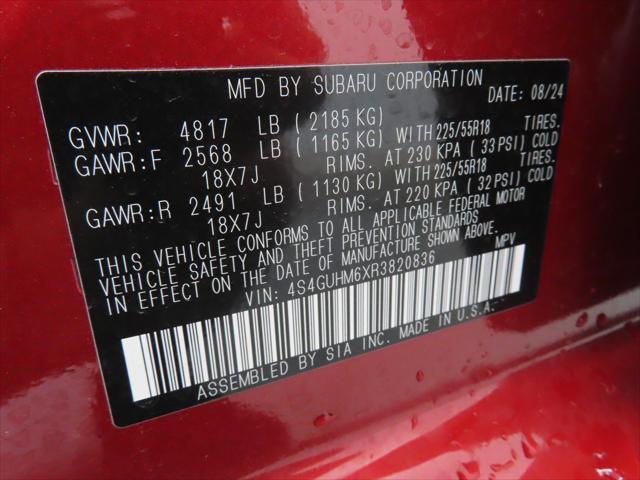 MFD BY SUBARU CORPORATION
DATE: 08/24
GVWR: 4817 LB ( 2185 KG)
GAWR:F 2568 LB ( 1165 KG) WITH 225/55R18 TIRES.
18X7J RIMS. AT 230 KPA ( 33 PSI) COLD
GAWR:R 2491 LB ( 1130 KG) WITH 225/55R18 TIRES.
18X7J RIMS. AT 220 KPA ( 32 PSI) COLD
THIS VEHICLE CONFORMS TO ALL APPLICABLE FEDERAL MOTOR
VEHICLE SAFETY AND THEFT PREVENTION STANDARDS
IN EFFECT ON THE DATE OF MANUFACTURE SHOWN ABOVE.
VIN: 4S4GUHM6XR3820836 MPV
ASSEMBLED BY SIA INC. MADE IN U.S.A.